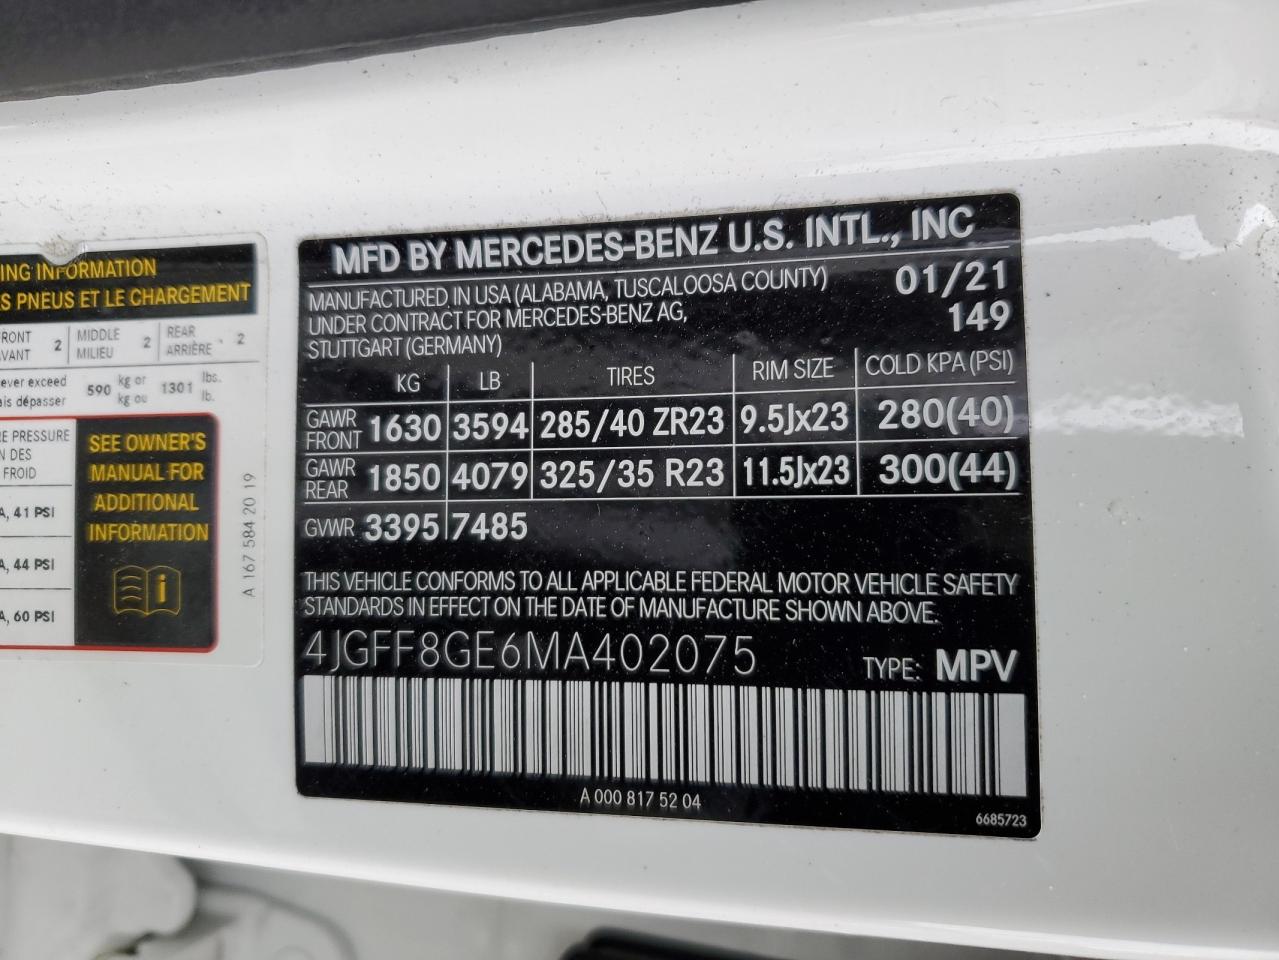 ING INFORMATION
S PNEUS ET LE CHARGEMENT
FRONT 2 MIDDLE 2 REAR 2
AVANT MILIEU ARRIÈRE
ever exceed 590 kg or 1301 lbs.
ais dépasser kg ou lb.
RE PRESSURE
N DES
FROID
A, 41 PSI
A, 44 PSI
A, 60 PSI
SEE OWNER'S
MANUAL FOR
ADDITIONAL
INFORMATION
A 167 584 20 19
MFD BY MERCEDES-BENZ U.S. INTL., INC
MANUFACTURED IN USA (ALABAMA, TUSCALOOSA COUNTY) 01/21
UNDER CONTRACT FOR MERCEDES-BENZ AG, 149
STUTTGART (GERMANY)
KG LB TIRES RIM SIZE COLD KPA (PSI)
GAWR FRONT 1630 3594 285/40 ZR23 9.5Jx23 280(40)
GAWR REAR 1850 4079 325/35 R23 11.5Jx23 300(44)
GVWR 3395 7485
THIS VEHICLE CONFORMS TO ALL APPLICABLE FEDERAL MOTOR VEHICLE SAFETY
STANDARDS IN EFFECT ON THE DATE OF MANUFACTURE SHOWN ABOVE.
4JGFF8GE6MA402075 TYPE: MPV
A 000 817 52 04
6685723